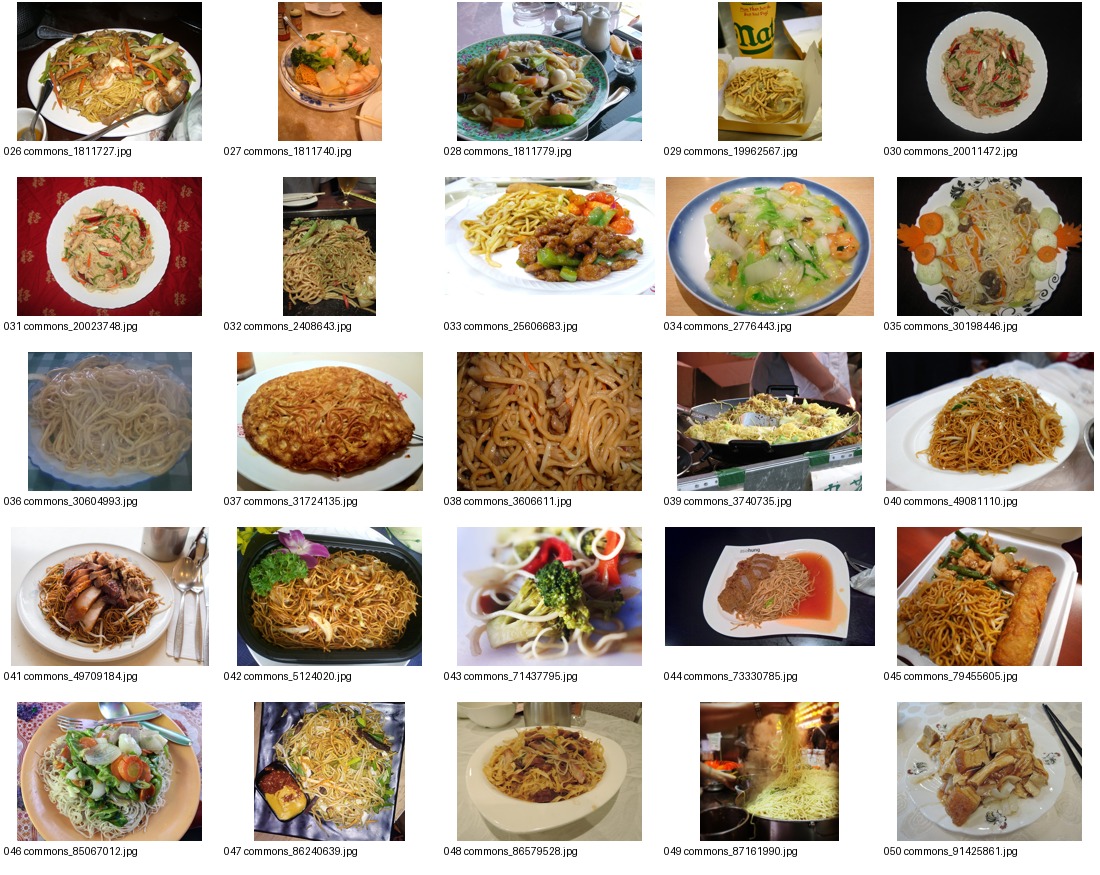 026 commons_1811727.jpg
027 commons_1811740.jpg
028 commons_1811779.jpg
029 commons_19962567.jpg
030 commons_20011472.jpg
031 commons_20023748.jpg
032 commons_2408643.jpg
033 commons_25606683.jpg
034 commons_2776443.jpg
035 commons_30198446.jpg
036 commons_30604993.jpg
037 commons_31724135.jpg
038 commons_3606611.jpg
039 commons_3740735.jpg
040 commons_49081110.jpg
041 commons_49709184.jpg
042 commons_5124020.jpg
043 commons_71437795.jpg
044 commons_73330785.jpg
045 commons_79455605.jpg
046 commons_85067012.jpg
047 commons_86240639.jpg
048 commons_86579528.jpg
049 commons_87161990.jpg
050 commons_91425861.jpg